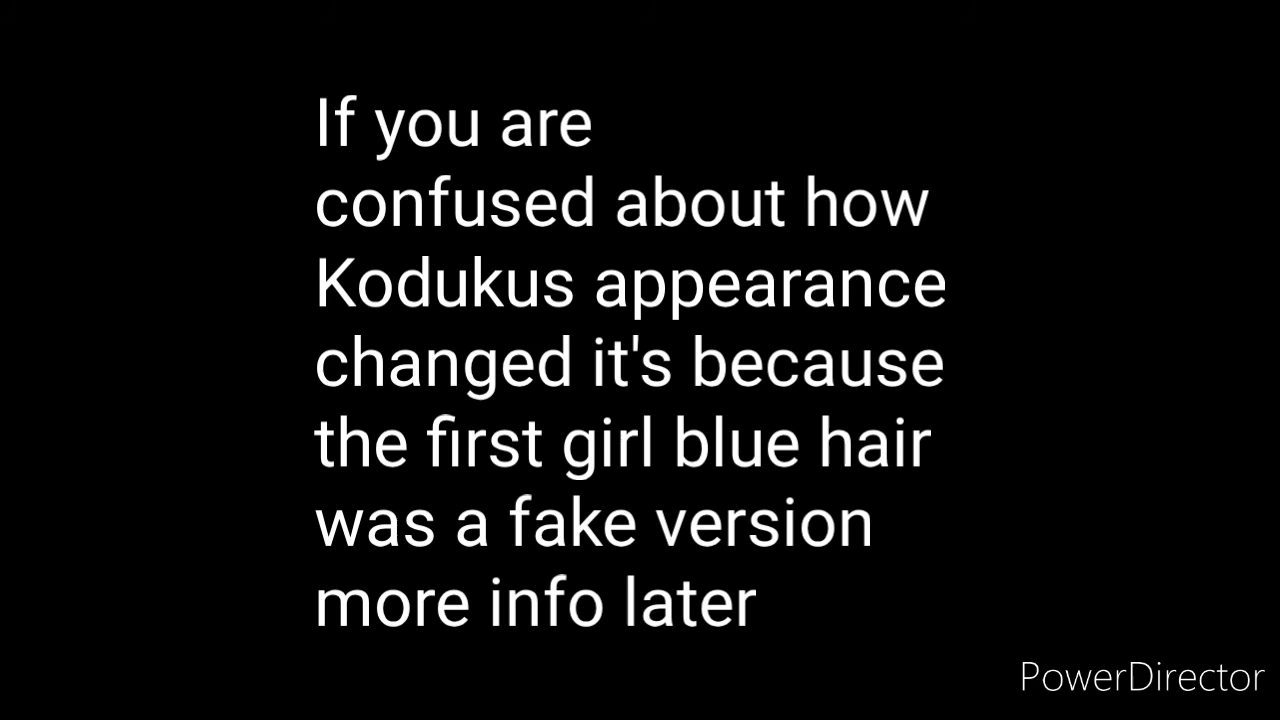 If you are
confused about how
Kodukus appearance
changed it's because
the first girl blue hair
was a fake version
more info later
PowerDirector